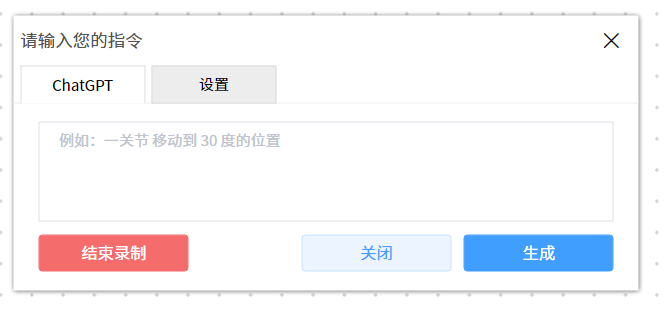 请输入您的指令
ChatGPT 设置
例如：一关节 移动到 30 度的位置
结束录制 关闭 生成